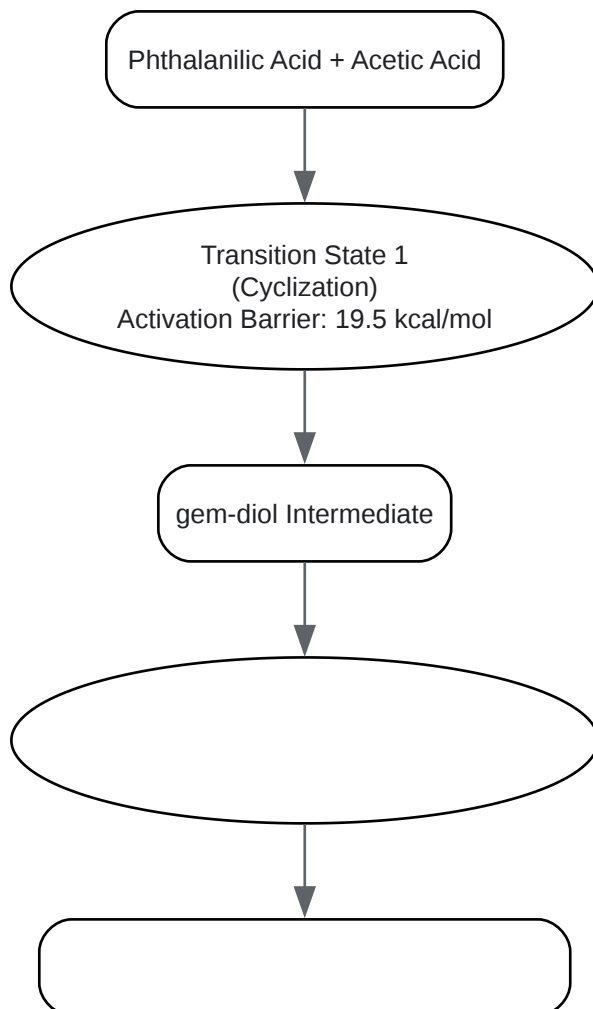 Phthalanilic Acid + Acetic Acid
Transition State 1
(Cyclization)
Activation Barrier: 19.5 kcal/mol
gem-diol Intermediate